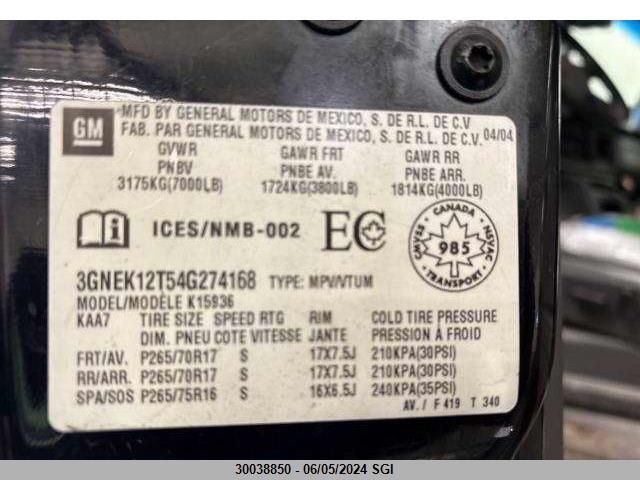 GM
MFD BY GENERAL MOTORS DE MEXICO, S. DE R.L. DE C.V
FAB. PAR GENERAL MOTORS DE MEXICO, S. DE R.L. DE C.V. 04/04
GVWR GAWR FRT GAWR RR
PNBV PNBE AV. PNBE ARR.
3175KG(7000LB) 1724KG(3800LB) 1814KG(4000LB)
i ICES/NMB-002 EC
CANADA
CMVSS NSVAC
985
TRANSPORT
3GNEK12T54G274168 TYPE: MPV/VTUM
MODEL/MODÈLE K15936
KAA7 TIRE SIZE SPEED RTG RIM COLD TIRE PRESSURE
DIM. PNEU COTE VITESSE JANTE PRESSION À FROID
FRT/AV. P265/70R17 S 17X7.5J 210KPA(30PSI)
RR/ARR. P265/70R17 S 17X7.5J 210KPA(30PSI)
SPA/SOS P265/75R16 S 16X6.5J 240KPA(35PSI)
AV. / F 419 T 340
30038850 - 06/05/2024 SGI